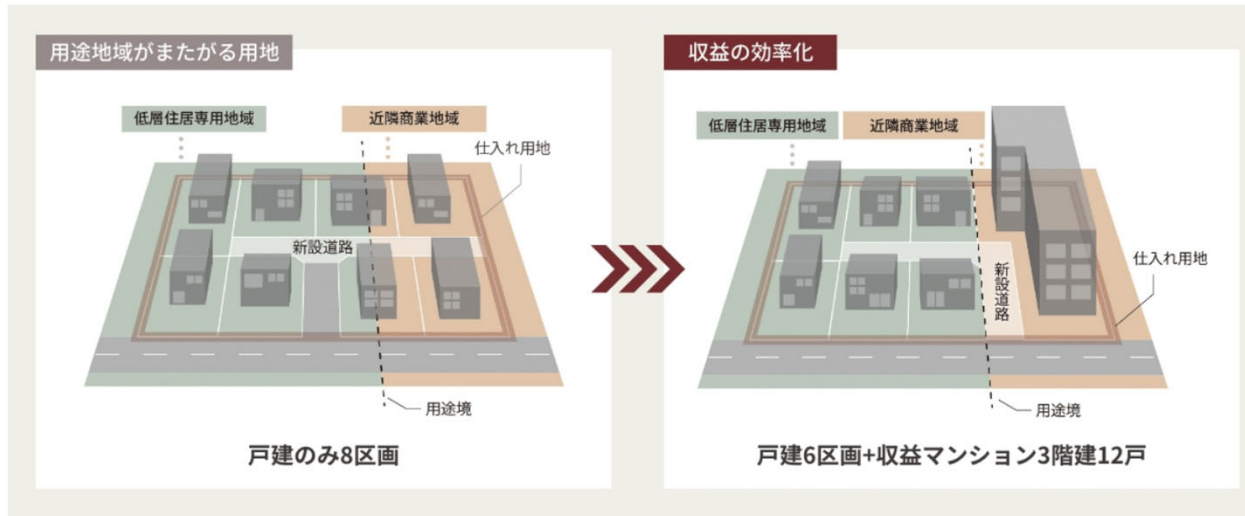 用途地域がまたがる用地
低層住居専用地域
近隣商業地域
仕入れ用地
新設道路
用途境
戸建のみ8区画
収益の効率化
低層住居専用地域
近隣商業地域
仕入れ用地
新設道路
用途境
戸建6区画+収益マンション3階建12戸